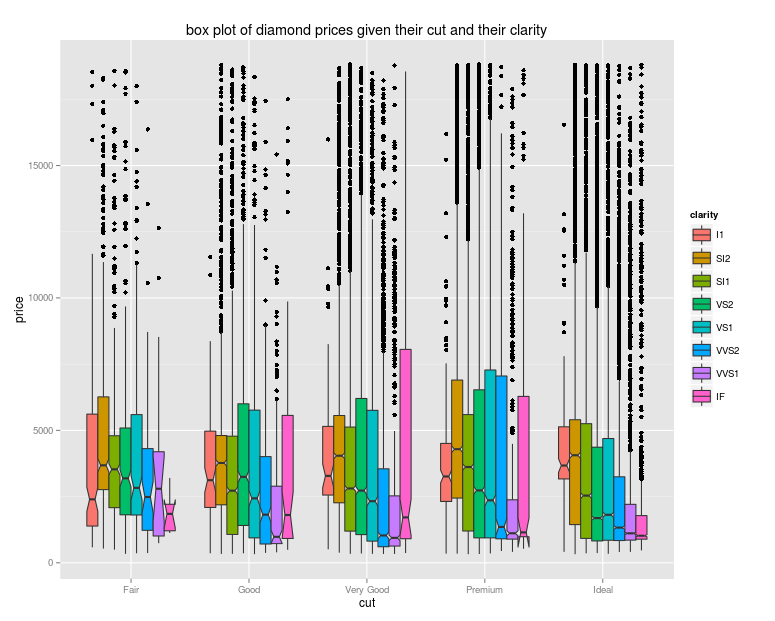 box plot of diamond prices given their cut and their clarity
15000
10000
5000
0
price
Fair
Good
Very Good
Premium
Ideal
cut
clarity
I1
SI2
SI1
VS2
VS1
VVS2
VVS1
IF